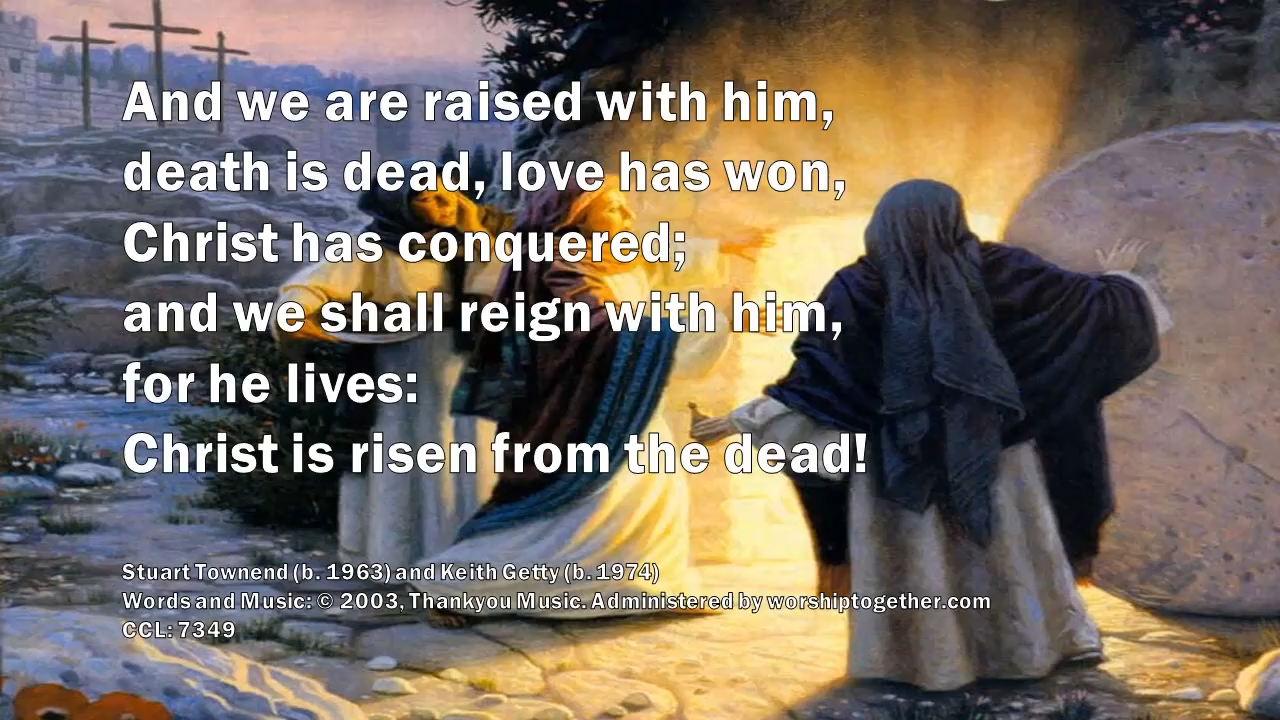 And we are raised with him,
death is dead, love has won,
Christ has conquered;
and we shall reign with him,
for he lives:
Christ is risen from the dead!
Stuart Townend (b. 1963) and Keith Getty (b. 1974)
Words and Music: © 2003, Thankyou Music. Administered by worshiptogether.com
CCL: 7349